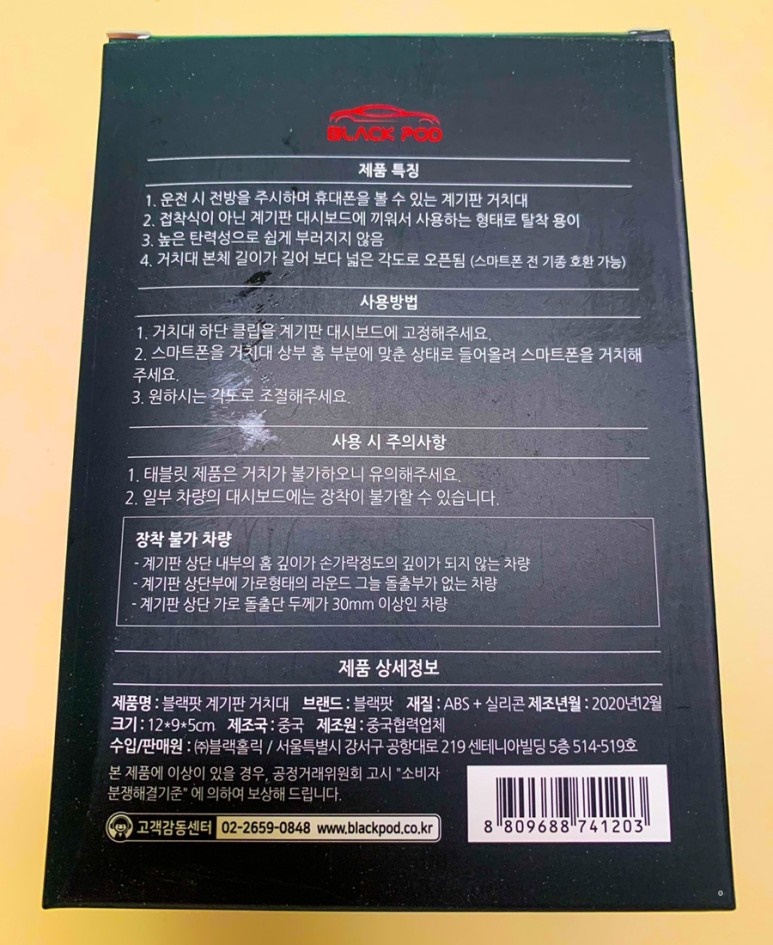 BLACK POD
제품 특징
1. 운전 시 전방을 주시하며 휴대폰을 볼 수 있는 계기판 거치대
2. 접착식이 아닌 계기판 대시보드에 끼워서 사용하는 형태로 탈착 용이
3. 높은 탄력성으로 쉽게 부러지지 않음
4. 거치대 본체 길이가 길어 보다 넓은 각도로 오픈됨 (스마트폰 전 기종 호환 가능)
사용방법
1. 거치대 하단 클립을 계기판 대시보드에 고정해주세요.
2. 스마트폰을 거치대 상부 홈 부분에 맞춘 상태로 들어올려 스마트폰을 거치해
주세요.
3. 원하시는 각도로 조절해주세요.
사용 시 주의사항
1. 태블릿 제품은 거치가 불가하오니 유의해주세요.
2. 일부 차량의 대시보드에는 장착이 불가할 수 있습니다.
장착 불가 차량
- 계기판 상단 내부의 홈 깊이가 손가락정도의 깊이가 되지 않는 차량
- 계기판 상단부에 가로형태의 라운드 그늘 돌출부가 없는 차량
- 계기판 상단 가로 돌출단 두께가 30mm 이상인 차량
제품 상세정보
제품명 : 블랙팟 계기판 거치대 브랜드 : 블랙팟 재질 : ABS + 실리콘 제조년월 : 2020년12월
크기 : 12*9*5cm 제조국 : 중국 제조원 : 중국협력업체
수입/판매원 : ㈜블랙홀릭 / 서울특별시 강서구 공항대로 219 센테니아빌딩 5층 514-519호
본 제품에 이상이 있을 경우, 공정거래위원회 고시 "소비자
분쟁해결기준" 에 의하여 보상해 드립니다.
고객감동센터 02-2659-0848 www.blackpod.co.kr
8 809688 741203